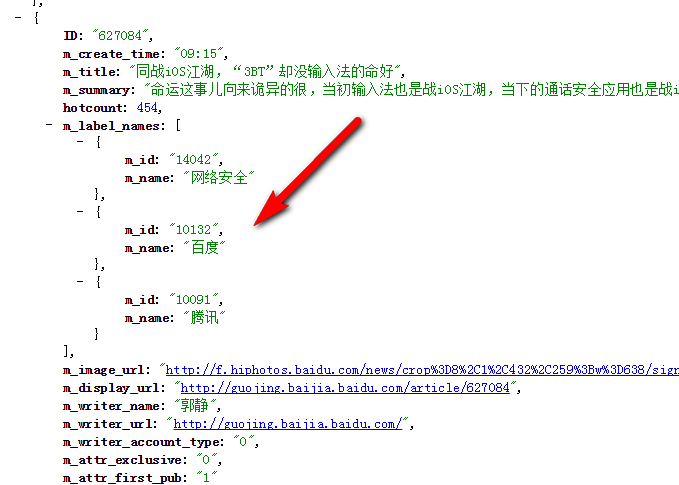 },
- {
ID: "627084",
m_create_time: "09:15",
m_title: "同战iOS江湖，“3BT”却没输入法的命好",
m_summary: "命运这事儿向来诡异的很，当初输入法也是战iOS江湖，当下的通话安全应用也是战i
hotcount: 454,
- m_label_names: [
- {
m_id: "14042",
m_name: "网络安全"
},
- {
m_id: "10132",
m_name: "百度"
},
- {
m_id: "10091",
m_name: "腾讯"
}
],
m_image_url: "http://f.hiphotos.baidu.com/news/crop%3D8%2C1%2C432%2C259%3Bw%3D638/sign
m_display_url: "http://guojing.baijia.baidu.com/article/627084",
m_writer_name: "郭静",
m_writer_url: "http://guojing.baijia.baidu.com/",
m_writer_account_type: "0",
m_attr_exclusive: "0",
m_attr_first_pub: "1"